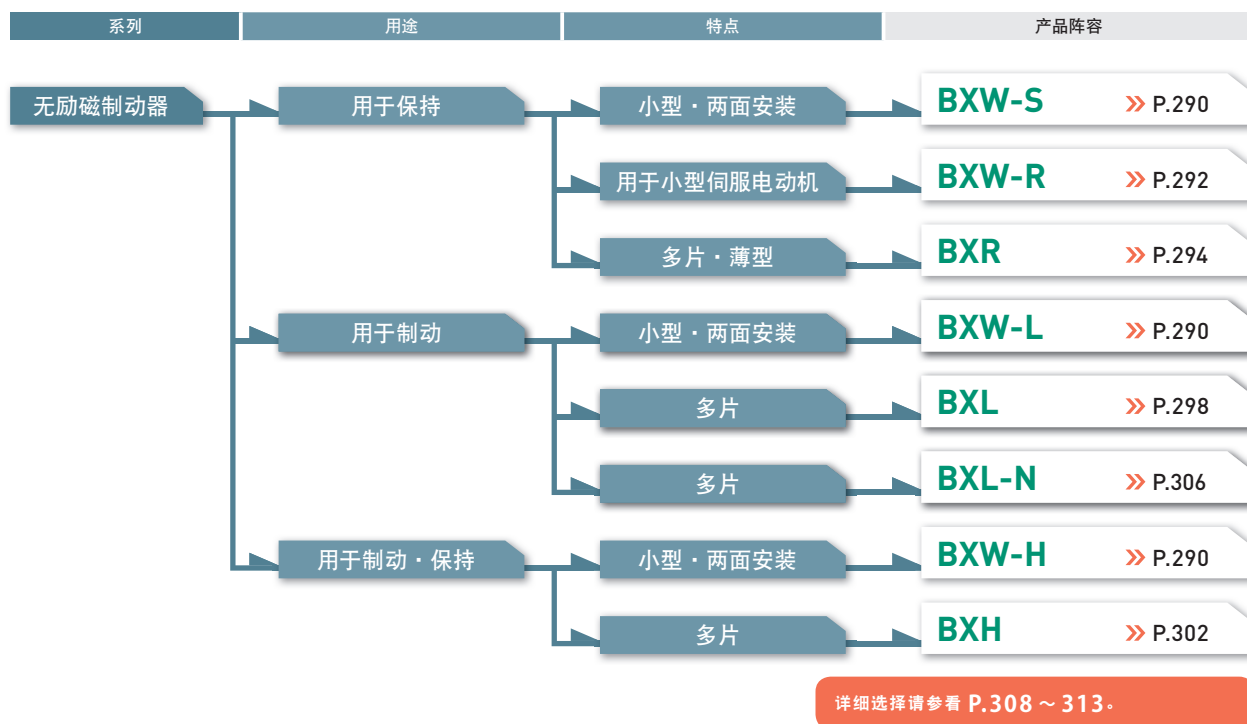 系列 用途 特点 产品阵容
无励磁制动器 用于保持 小型・两面安装 BXW-S » P.290
用于小型伺服电动机 BXW-R » P.292
多片・薄型 BXR » P.294
用于制动 小型・两面安装 BXW-L » P.290
多片 BXL » P.298
多片 BXL-N » P.306
用于制动・保持 小型・两面安装 BXW-H » P.290
多片 BXH » P.302
详细选择请参看 P.308 ~ 313。